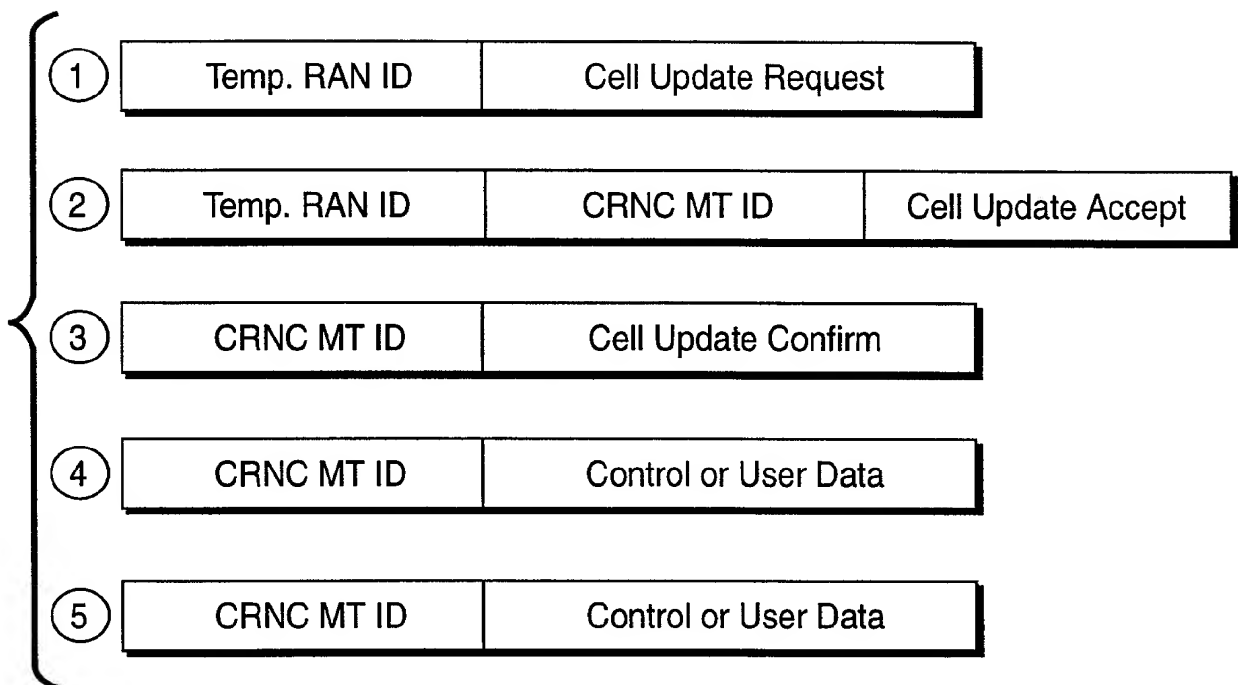 1 Temp. RAN ID Cell Update Request
2 Temp. RAN ID CRNC MT ID Cell Update Accept
3 CRNC MT ID Cell Update Confirm
4 CRNC MT ID Control or User Data
5 CRNC MT ID Control or User Data